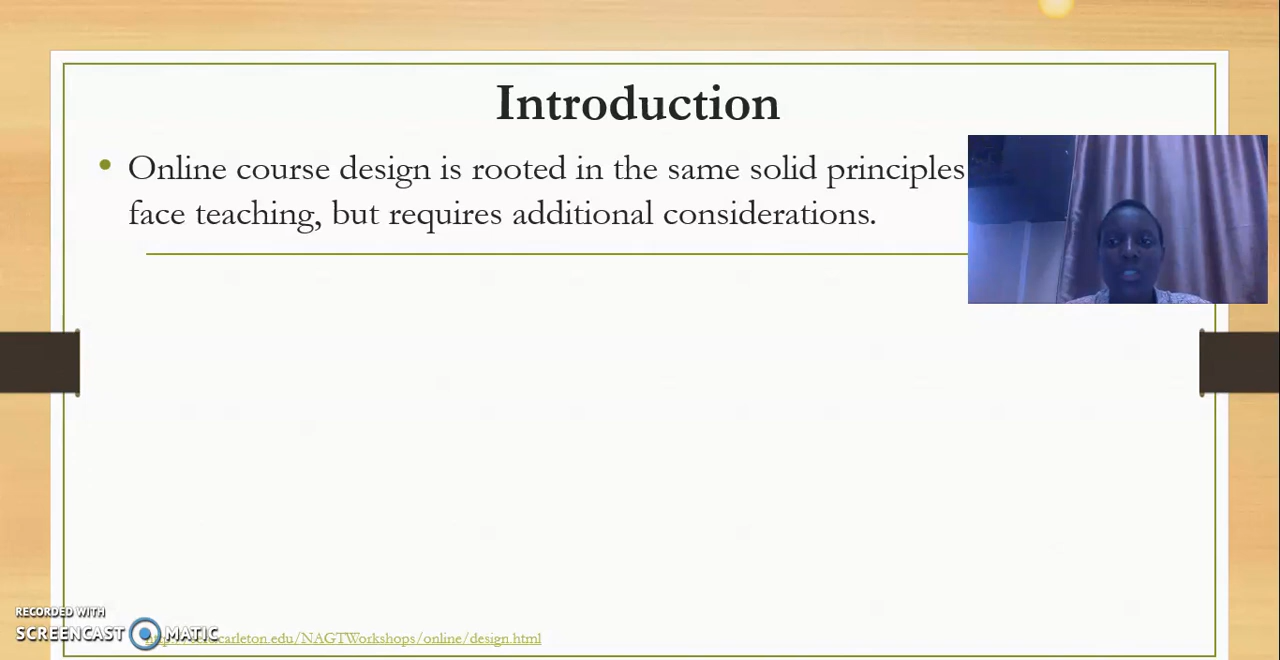 Introduction
• Online course design is rooted in the same solid principles
face teaching, but requires additional considerations.
RECORDED WITH
SCREENCAST MATIC
carleton.edu/NAGTWorkshops/online/design.html